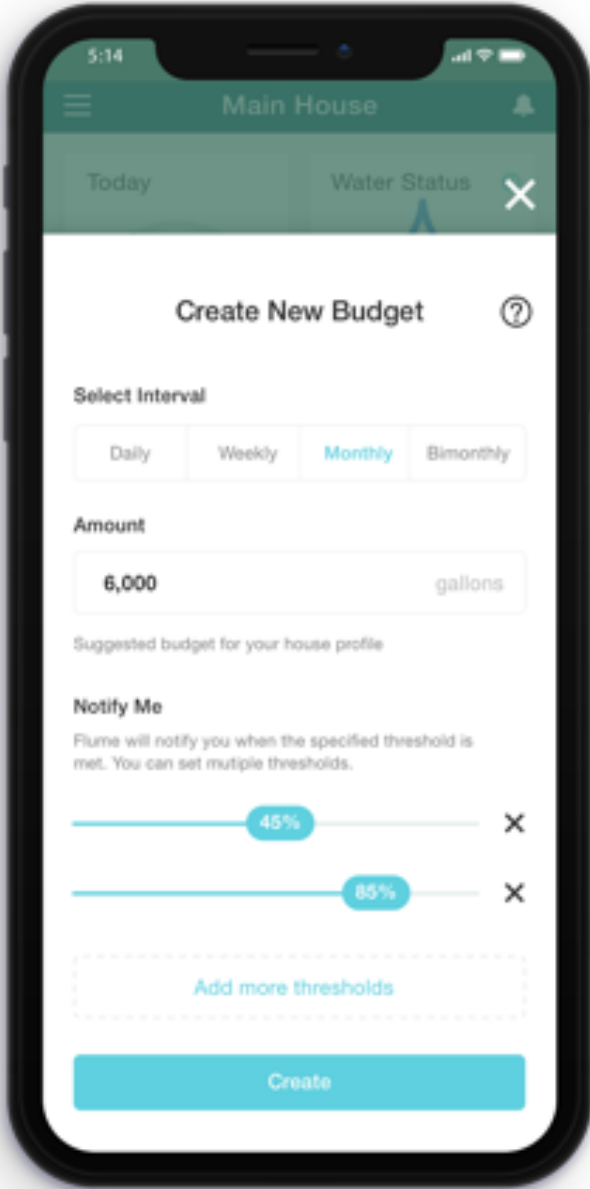 5:14
Main House
Today
Water Status
Create New Budget
?
Select Interval
Daily
Weekly
Monthly
Bimonthly
Amount
6,000
gallons
Suggested budget for your house profile
Notify Me
Flume will notify you when the specified threshold is
met. You can set mutiple thresholds.
45%
85%
Add more thresholds
Create